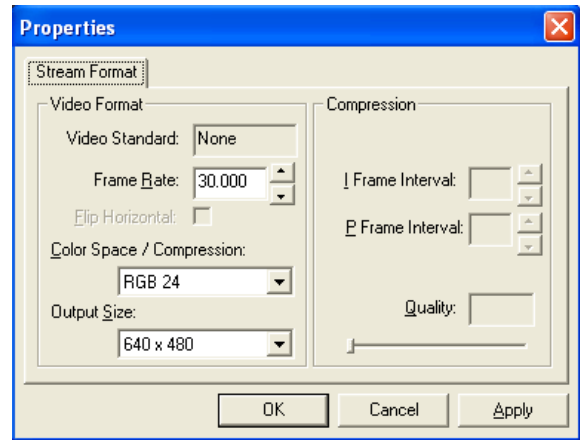 Properties
Stream Format
Video Format
Video Standard: None
Frame Rate: 30.000
Flip Horizontal:
Color Space / Compression:
RGB 24
Output Size:
640 x 480
Compression
I Frame Interval:
P Frame Interval:
Quality:
OK Cancel Apply